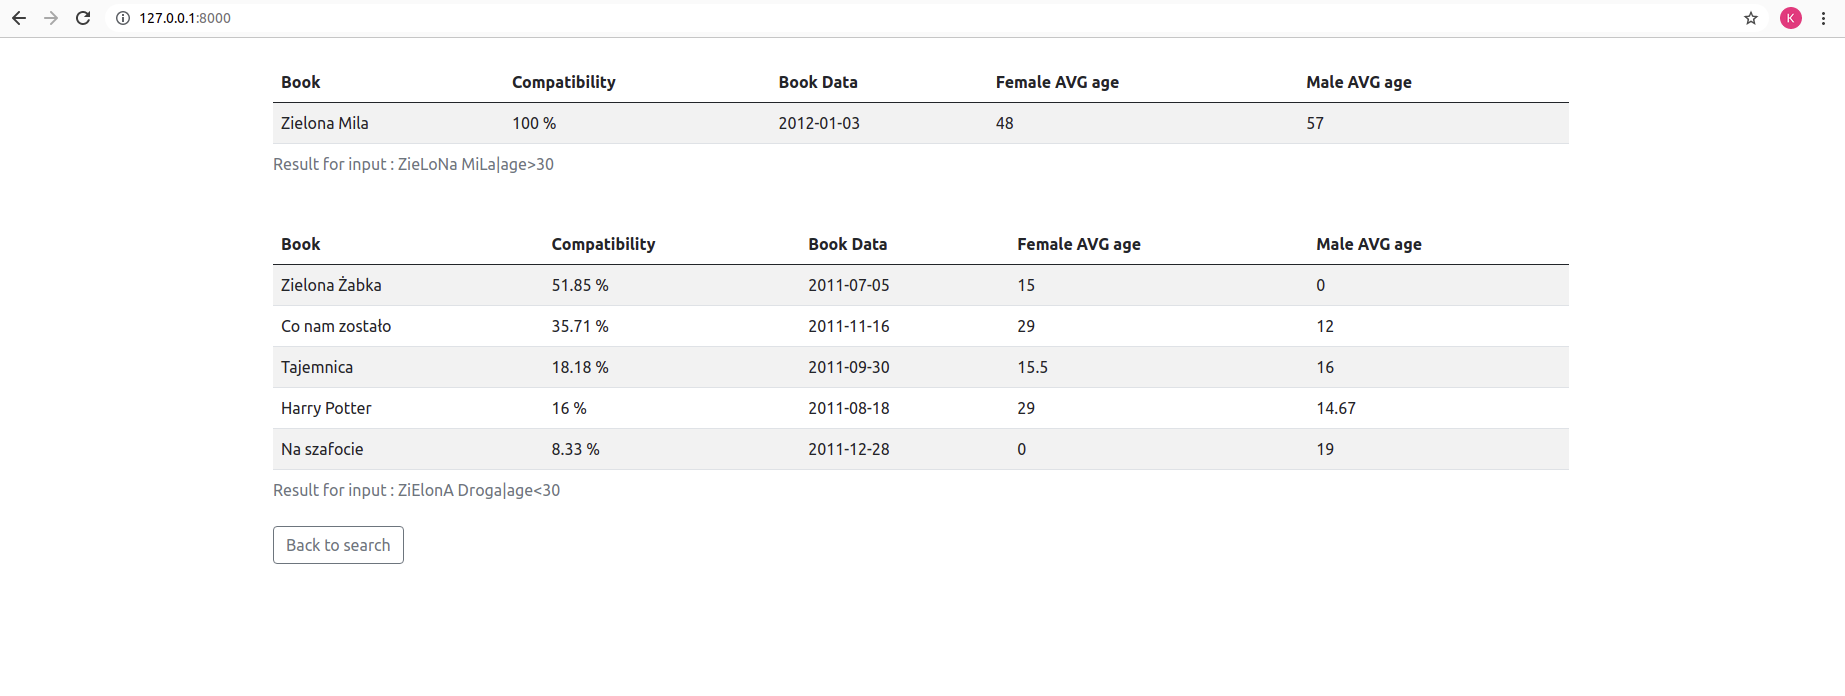 127.0.0.1:8000
K
Book Compatibility Book Data Female AVG age Male AVG age
Zielona Mila 100 % 2012-01-03 48 57
Result for input : ZieLoNa MiLa|age>30
Book Compatibility Book Data Female AVG age Male AVG age
Zielona Żabka 51.85 % 2011-07-05 15 0
Co nam zostało 35.71 % 2011-11-16 29 12
Tajemnica 18.18 % 2011-09-30 15.5 16
Harry Potter 16 % 2011-08-18 29 14.67
Na szafocie 8.33 % 2011-12-28 0 19
Result for input : ZiElonA Droga|age<30
Back to search